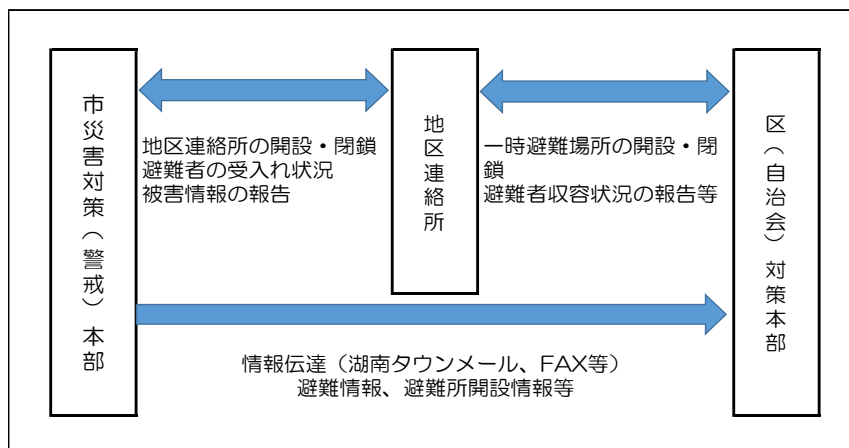 市災害対策（警戒）本部
地区連絡所の開設・閉鎖
避難者の受入れ状況
被害情報の報告
地区連絡所
一時避難場所の開設・閉
鎖
避難者収容状況の報告等
区（自治会）対策本部
情報伝達（湖南タウンメール、FAX等）
避難情報、避難所開設情報等